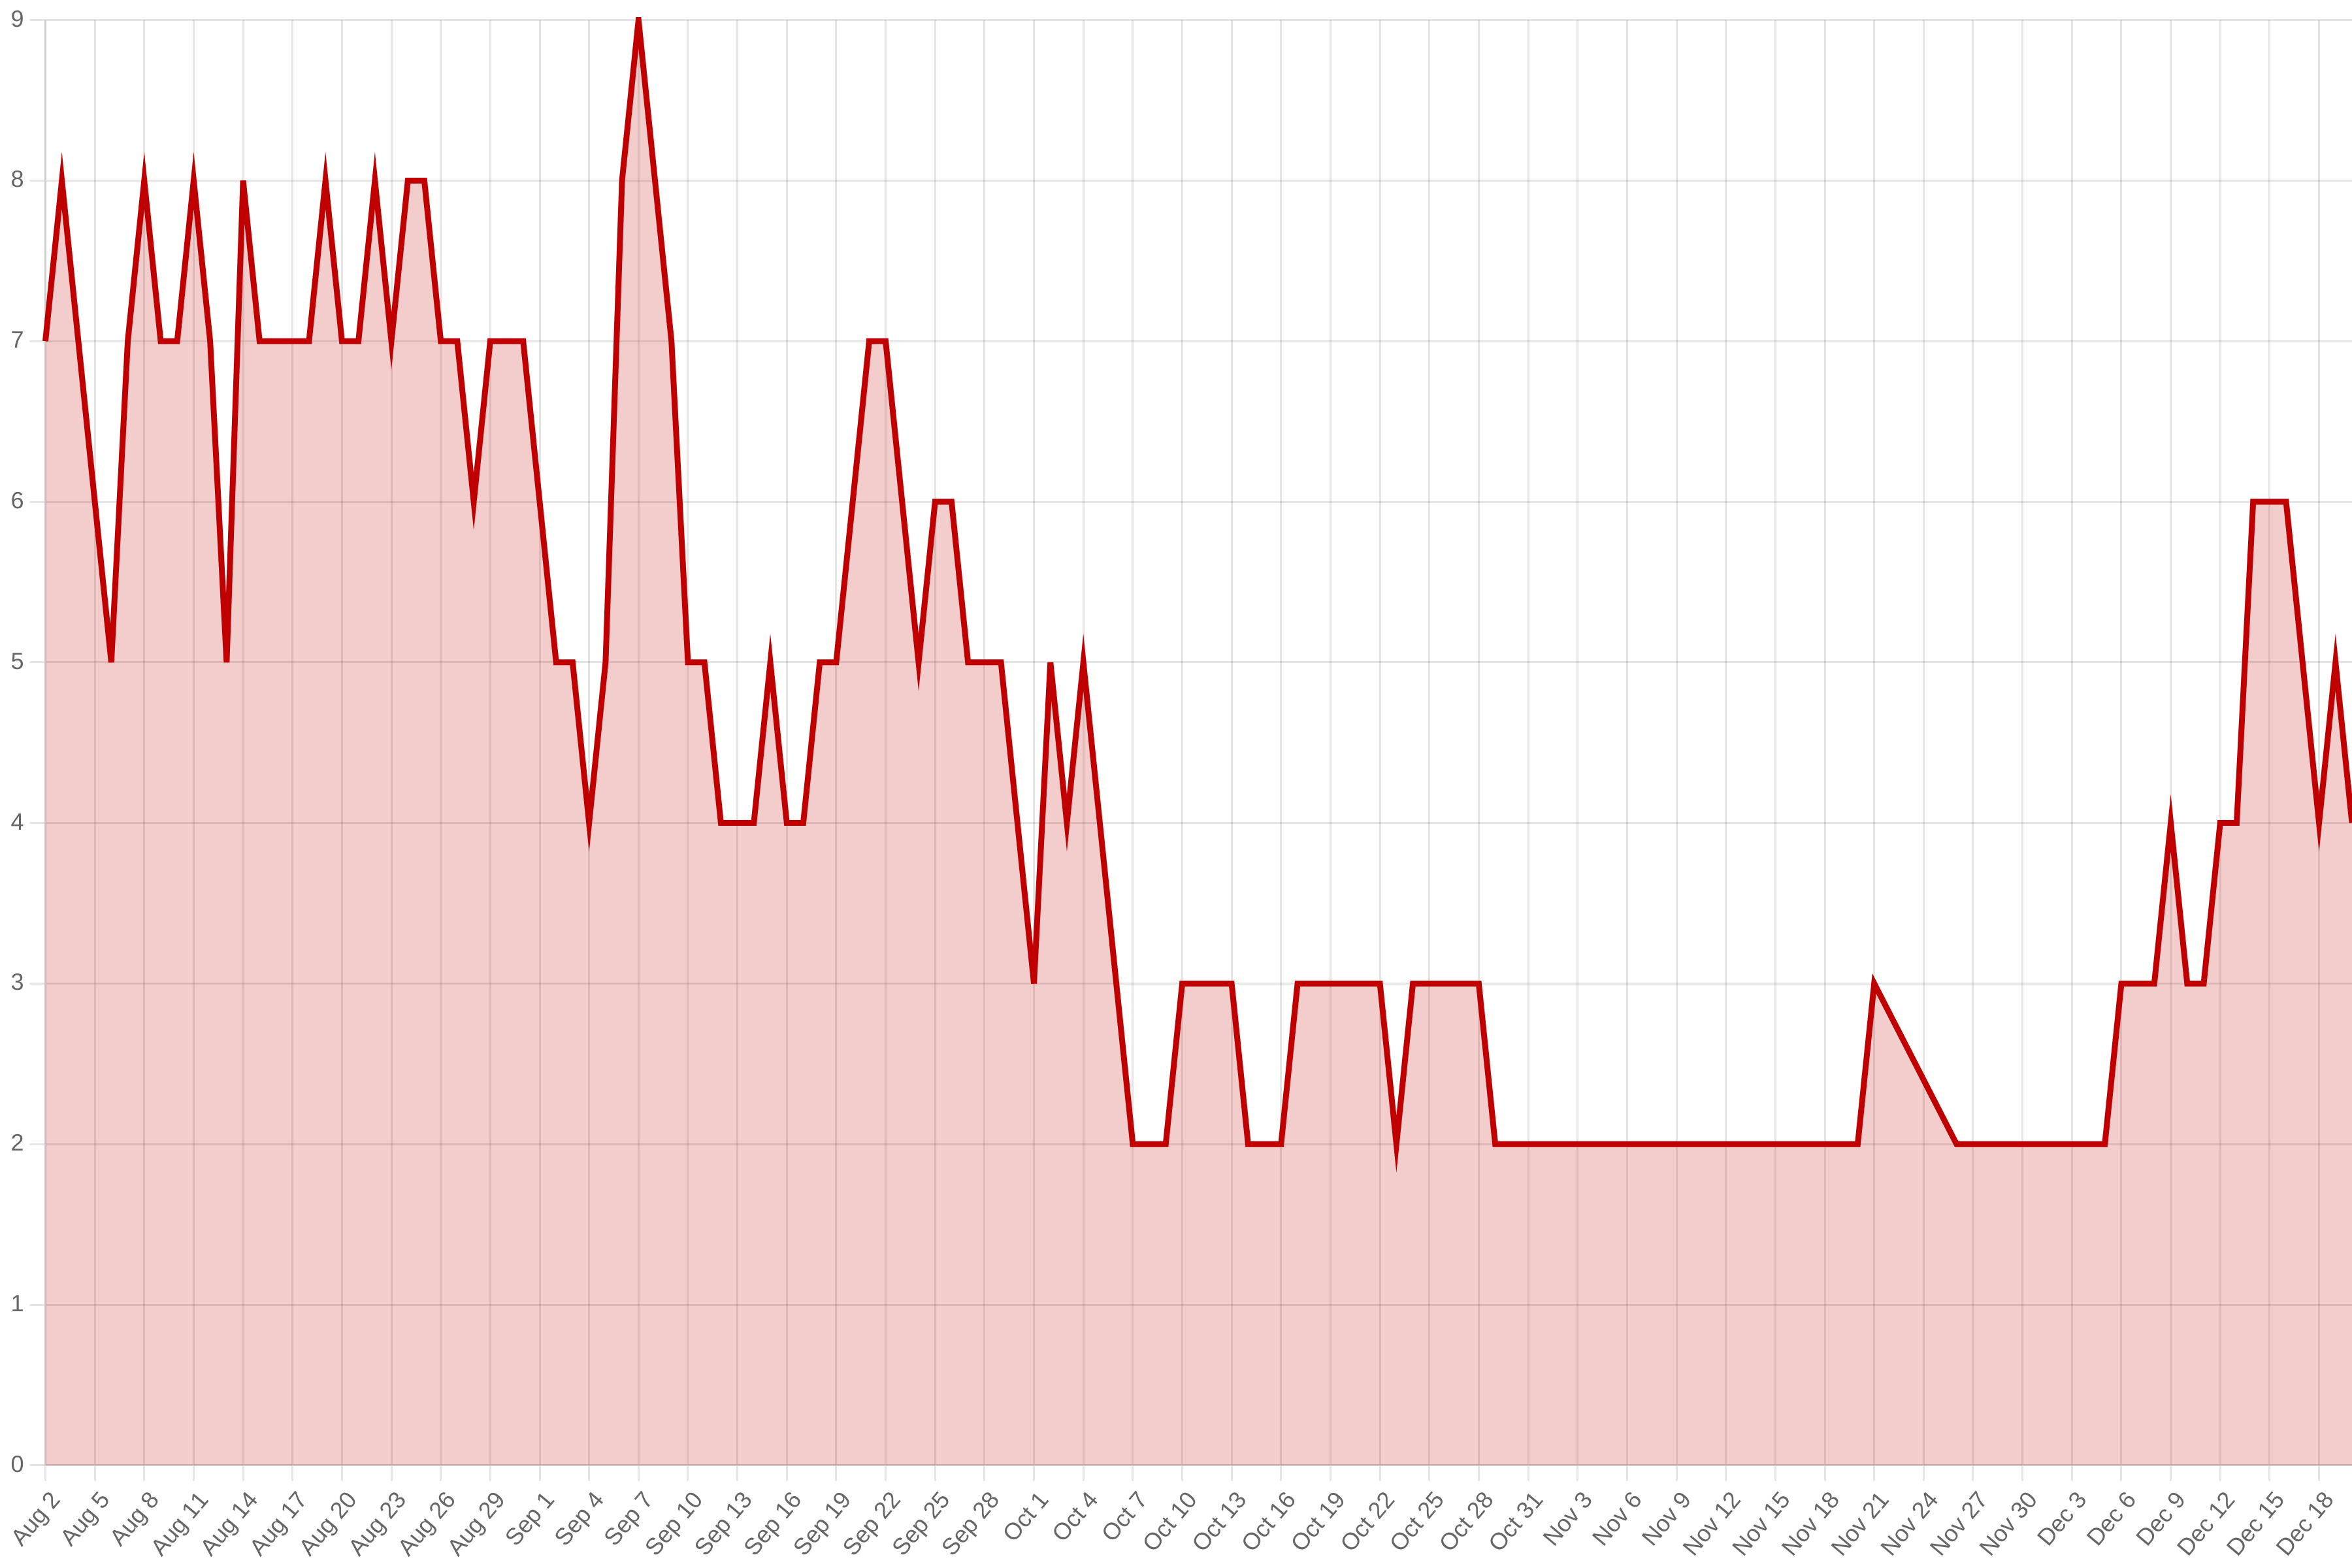 9
8
7
6
5
4
3
2
1
0
Aug 2
Aug 5
Aug 8
Aug 11
Aug 14
Aug 17
Aug 20
Aug 23
Aug 26
Aug 29
Sep 1
Sep 4
Sep 7
Sep 10
Sep 13
Sep 16
Sep 19
Sep 22
Sep 25
Sep 28
Oct 1
Oct 4
Oct 7
Oct 10
Oct 13
Oct 16
Oct 19
Oct 22
Oct 25
Oct 28
Oct 31
Nov 3
Nov 6
Nov 9
Nov 12
Nov 15
Nov 18
Nov 21
Nov 24
Nov 27
Nov 30
Dec 3
Dec 6
Dec 9
Dec 12
Dec 15
Dec 18